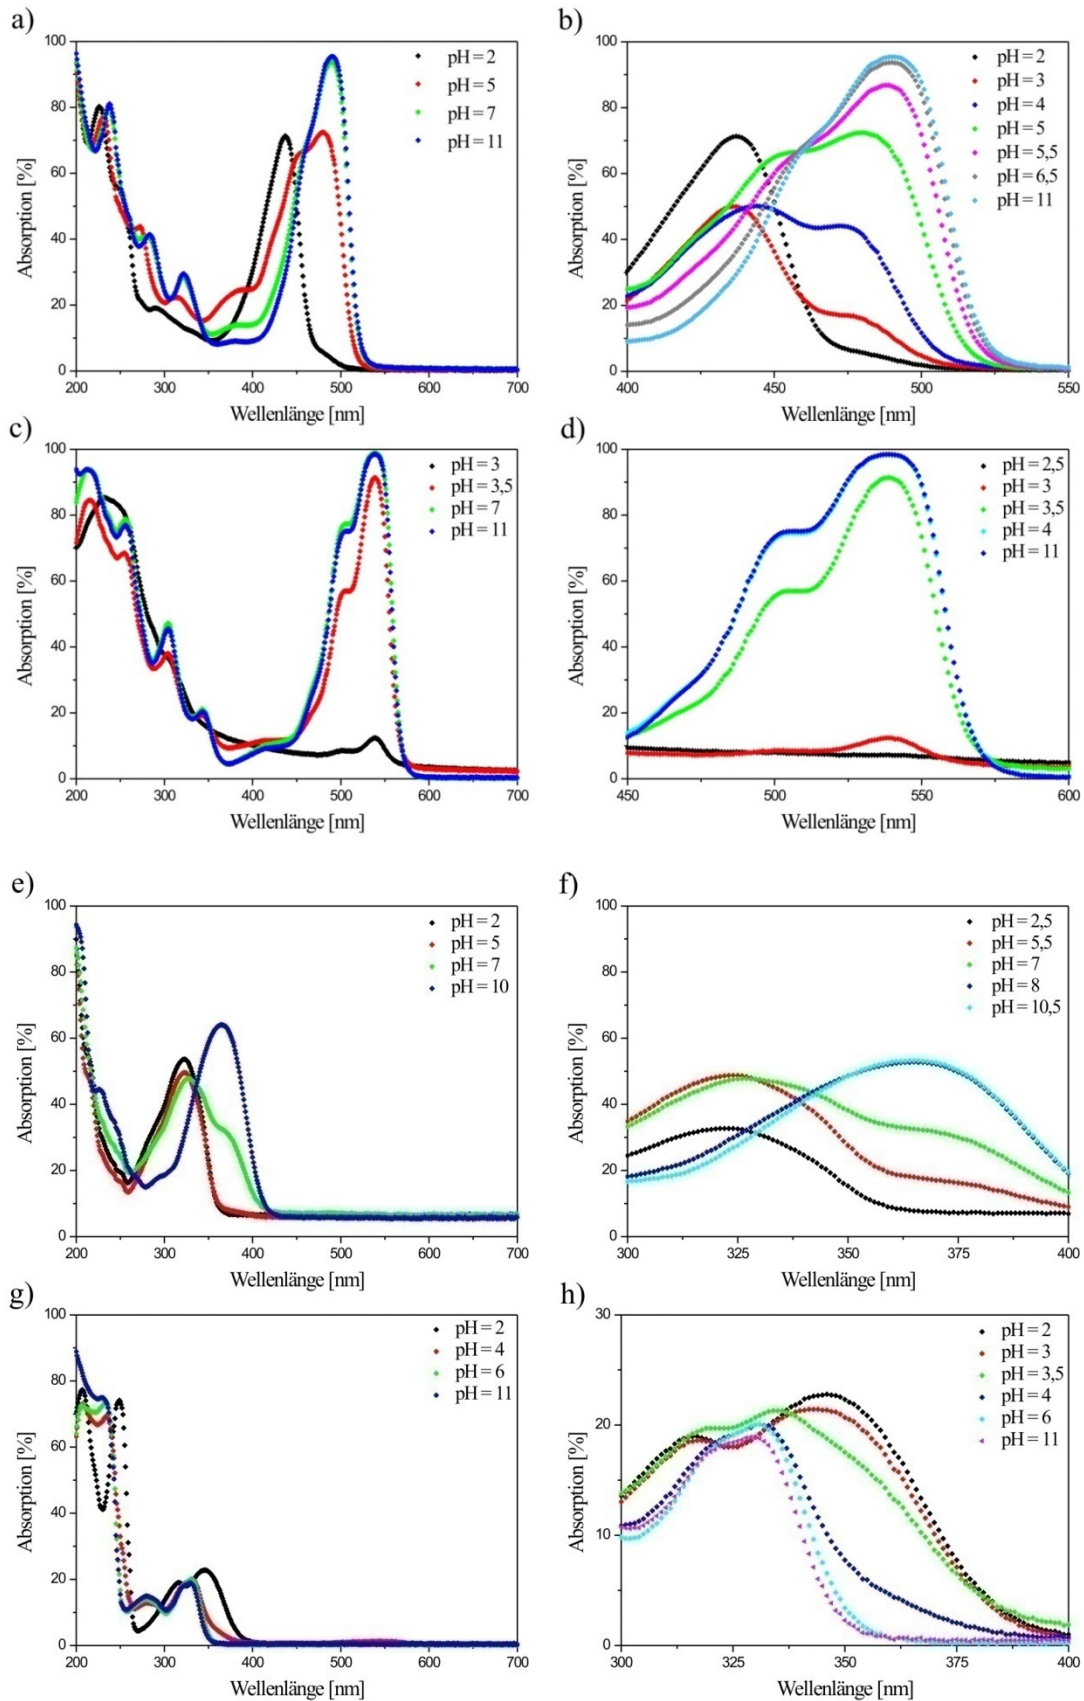 a)
pH = 2
pH = 5
pH = 7
pH = 11
Absorption [%]
100
80
60
40
20
0
200 300 400 500 600 700
Wellenlänge [nm]
b)
pH = 2
pH = 3
pH = 4
pH = 5
pH = 5,5
pH = 6,5
pH = 11
Absorption [%]
100
80
60
40
20
0
400 450 500 550
Wellenlänge [nm]
c)
pH = 3
pH = 3,5
pH = 7
pH = 11
Absorption [%]
100
80
60
40
20
0
200 300 400 500 600 700
Wellenlänge [nm]
d)
pH = 2,5
pH = 3
pH = 3,5
pH = 4
pH = 11
Absorption [%]
100
80
60
40
20
0
450 500 550 600
Wellenlänge [nm]
e)
pH = 2
pH = 5
pH = 7
pH = 10
Absorption [%]
100
80
60
40
20
0
200 300 400 500 600 700
Wellenlänge [nm]
f)
pH = 2,5
pH = 5,5
pH = 7
pH = 8
pH = 10,5
Absorption [%]
100
80
60
40
20
0
300 325 350 375 400
Wellenlänge [nm]
g)
pH = 2
pH = 4
pH = 6
pH = 11
Absorption [%]
100
80
60
40
20
0
200 300 400 500 600 700
Wellenlänge [nm]
h)
pH = 2
pH = 3
pH = 3,5
pH = 4
pH = 6
pH = 11
Absorption [%]
30
20
10
0
300 325 350 375 400
Wellenlänge [nm]